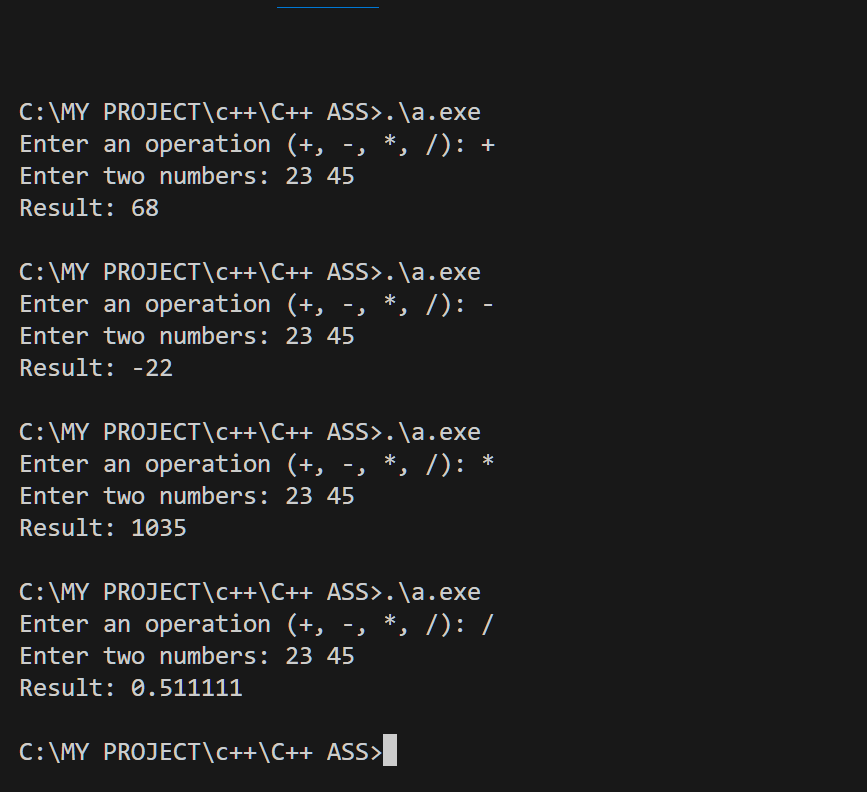 C:\MY PROJECT\c++\C++ ASS>.\a.exe
Enter an operation (+, -, *, /): +
Enter two numbers: 23 45
Result: 68
C:\MY PROJECT\c++\C++ ASS>.\a.exe
Enter an operation (+, -, *, /): -
Enter two numbers: 23 45
Result: -22
C:\MY PROJECT\c++\C++ ASS>.\a.exe
Enter an operation (+, -, *, /): *
Enter two numbers: 23 45
Result: 1035
C:\MY PROJECT\c++\C++ ASS>.\a.exe
Enter an operation (+, -, *, /): /
Enter two numbers: 23 45
Result: 0.511111
C:\MY PROJECT\c++\C++ ASS>